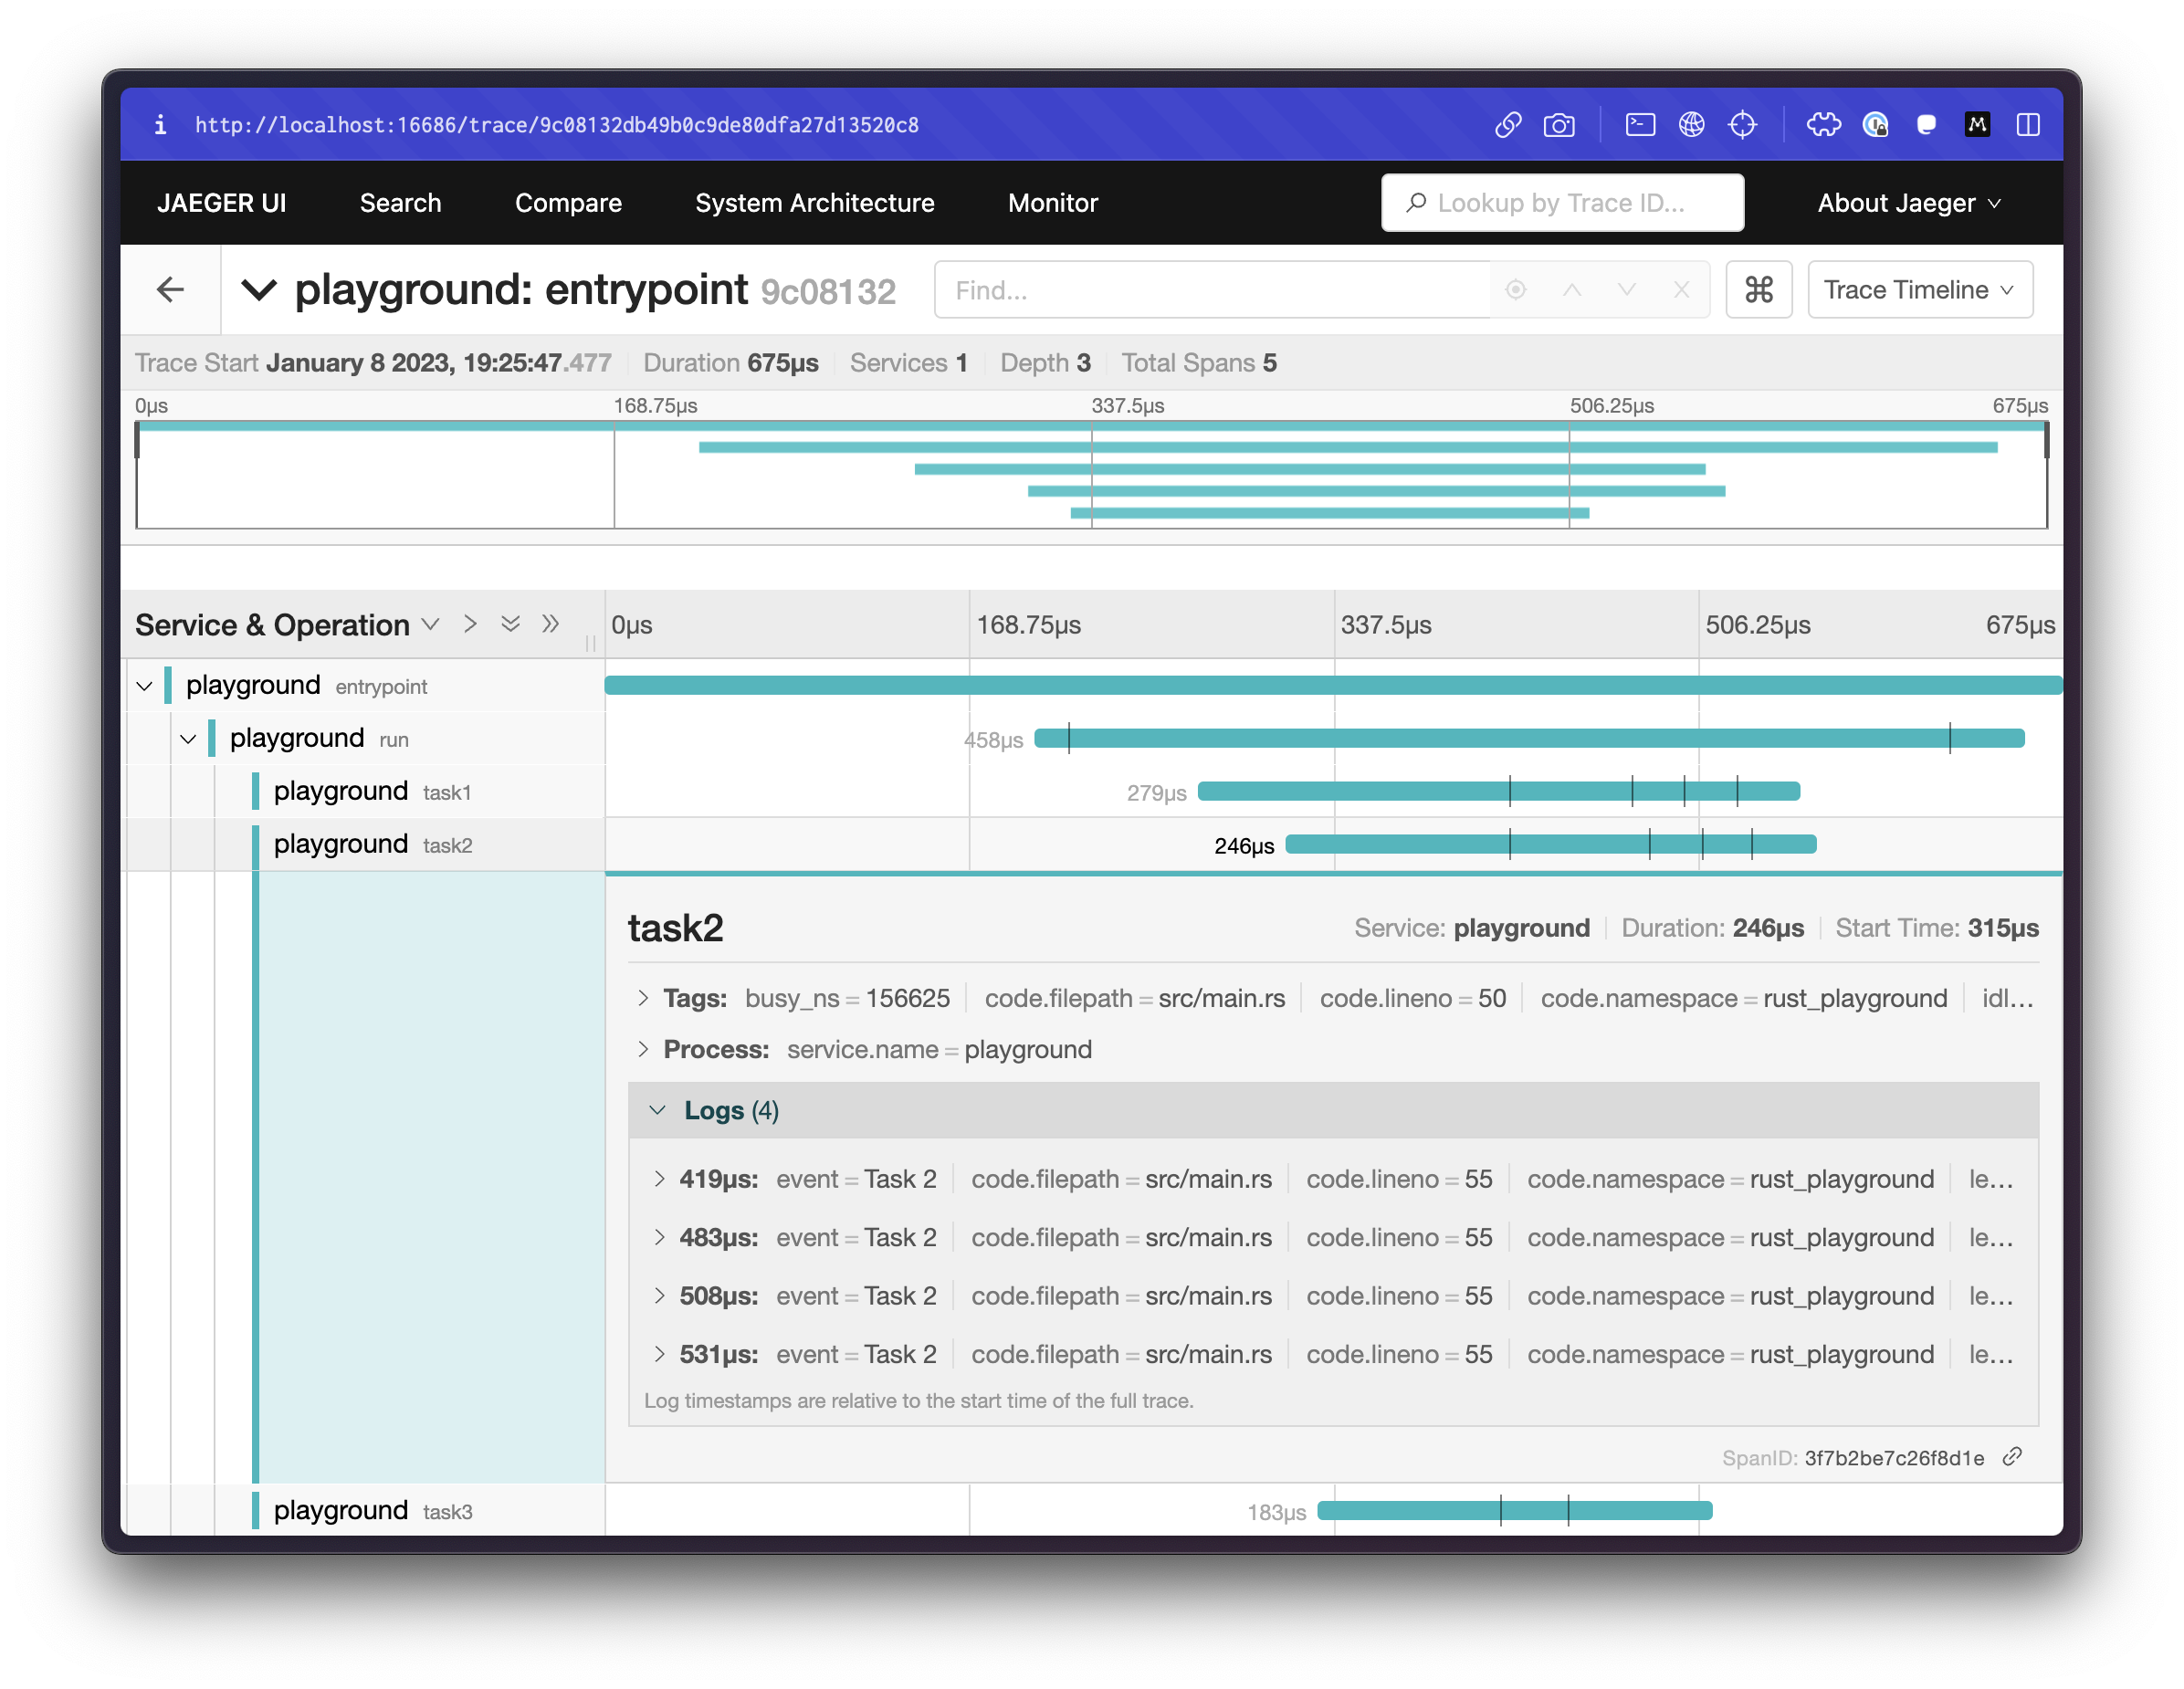 http://localhost:16686/trace/9c08132db49b0c9de80dfa27d13520c8
JAEGER UI Search Compare System Architecture Monitor Lookup by Trace ID... About Jaeger
playground: entrypoint 9c08132 Find... Trace Timeline
Trace Start January 8 2023, 19:25:47.477 Duration 675μs Services 1 Depth 3 Total Spans 5
0μs 168.75μs 337.5μs 506.25μs 675μs
Service & Operation 0μs 168.75μs 337.5μs 506.25μs 675μs
playground entrypoint
playground run 458μs
playground task1 279μs
playground task2 246μs
task2 Service: playground Duration: 246μs Start Time: 315μs
Tags: busy_ns = 156625 code.filepath = src/main.rs code.lineno = 50 code.namespace = rust_playground idl...
Process: service.name = playground
Logs (4)
419μs: event = Task 2 code.filepath = src/main.rs code.lineno = 55 code.namespace = rust_playground le...
483μs: event = Task 2 code.filepath = src/main.rs code.lineno = 55 code.namespace = rust_playground le...
508μs: event = Task 2 code.filepath = src/main.rs code.lineno = 55 code.namespace = rust_playground le...
531μs: event = Task 2 code.filepath = src/main.rs code.lineno = 55 code.namespace = rust_playground le...
Log timestamps are relative to the start time of the full trace.
SpanID: 3f7b2be7c26f8d1e
playground task3 183μs